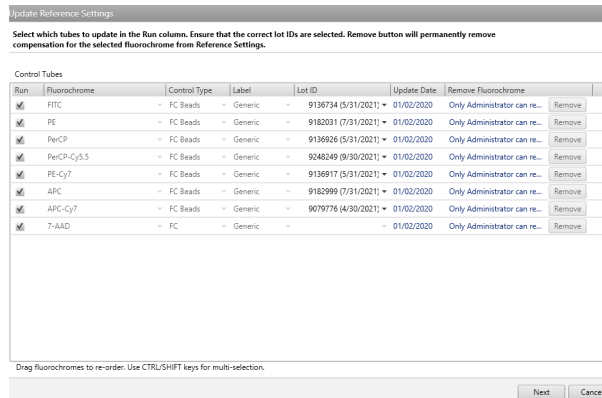 Update Reference Settings
Select which tubes to update in the Run column. Ensure that the correct lot IDs are selected. Remove button will permanently remove
compensation for the selected fluorochrome from Reference Settings.
Control Tubes
Run Fluorochrome Control Type Label Lot ID Update Date Remove Fluorochrome
FITC FC Beads Generic 9136734 (5/31/2021) 01/02/2020 Only Administrator can re... Remove
PE FC Beads Generic 9182031 (7/31/2021) 01/02/2020 Only Administrator can re... Remove
PerCP FC Beads Generic 9136926 (5/31/2021) 01/02/2020 Only Administrator can re... Remove
PerCP-Cy5.5 FC Beads Generic 9248249 (9/30/2021) 01/02/2020 Only Administrator can re... Remove
PE-Cy7 FC Beads Generic 9136917 (5/31/2021) 01/02/2020 Only Administrator can re... Remove
APC FC Beads Generic 9182999 (7/31/2021) 01/02/2020 Only Administrator can re... Remove
APC-Cy7 FC Beads Generic 9079776 (4/30/2021) 01/02/2020 Only Administrator can re... Remove
7-AAD FC Generic 01/02/2020 Only Administrator can re... Remove
Drag fluorochromes to re-order. Use CTRL/SHIFT keys for multi-selection.
Next Cance